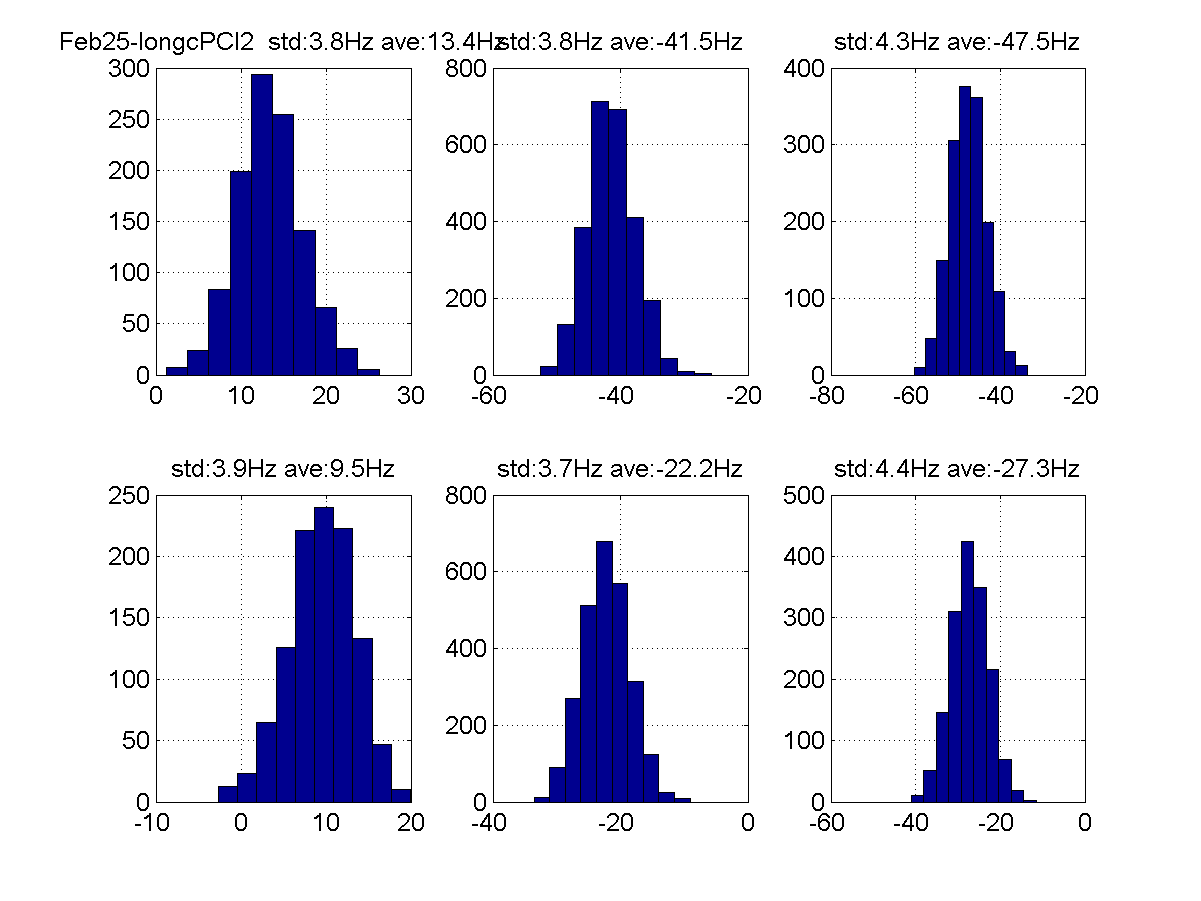 Feb25-longcPCI2  std:3.8Hz ave:13.4Hz
std:3.8Hz ave:-41.5Hz
std:4.3Hz ave:-47.5Hz
300
250
200
150
100
50
0
0 10 20 30
800
600
400
200
0
-60 -40 -20
400
300
200
100
0
-80 -60 -40 -20
std:3.9Hz ave:9.5Hz
std:3.7Hz ave:-22.2Hz
std:4.4Hz ave:-27.3Hz
250
200
150
100
50
0
-10 0 10 20
800
600
400
200
0
-40 -20 0
500
400
300
200
100
0
-60 -40 -20 0